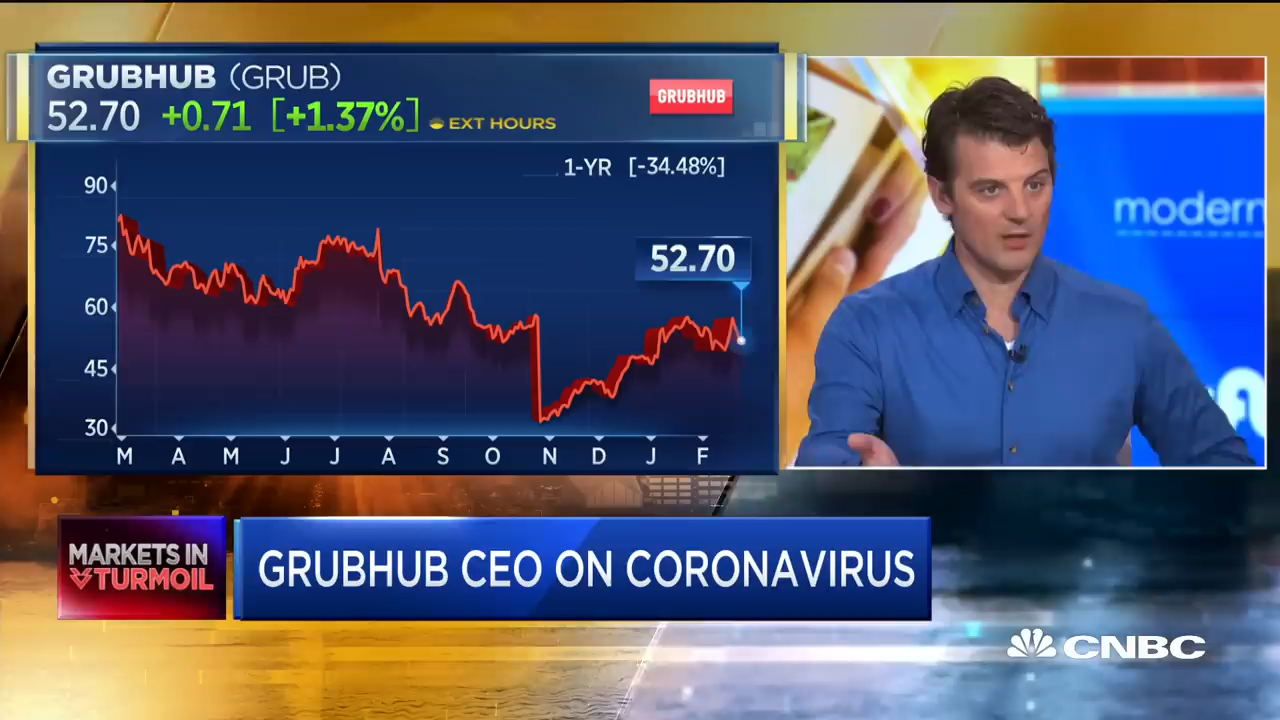 GRUBHUB (GRUB)
52.70 +0.71 [+1.37%] EXT HOURS
GRUBHUB
1-YR [-34.48%]
90
75
60
45
30
52.70
M A M J J A S O N D J F
modern
MARKETS IN
TURMOIL
GRUBHUB CEO ON CORONAVIRUS
CNBC